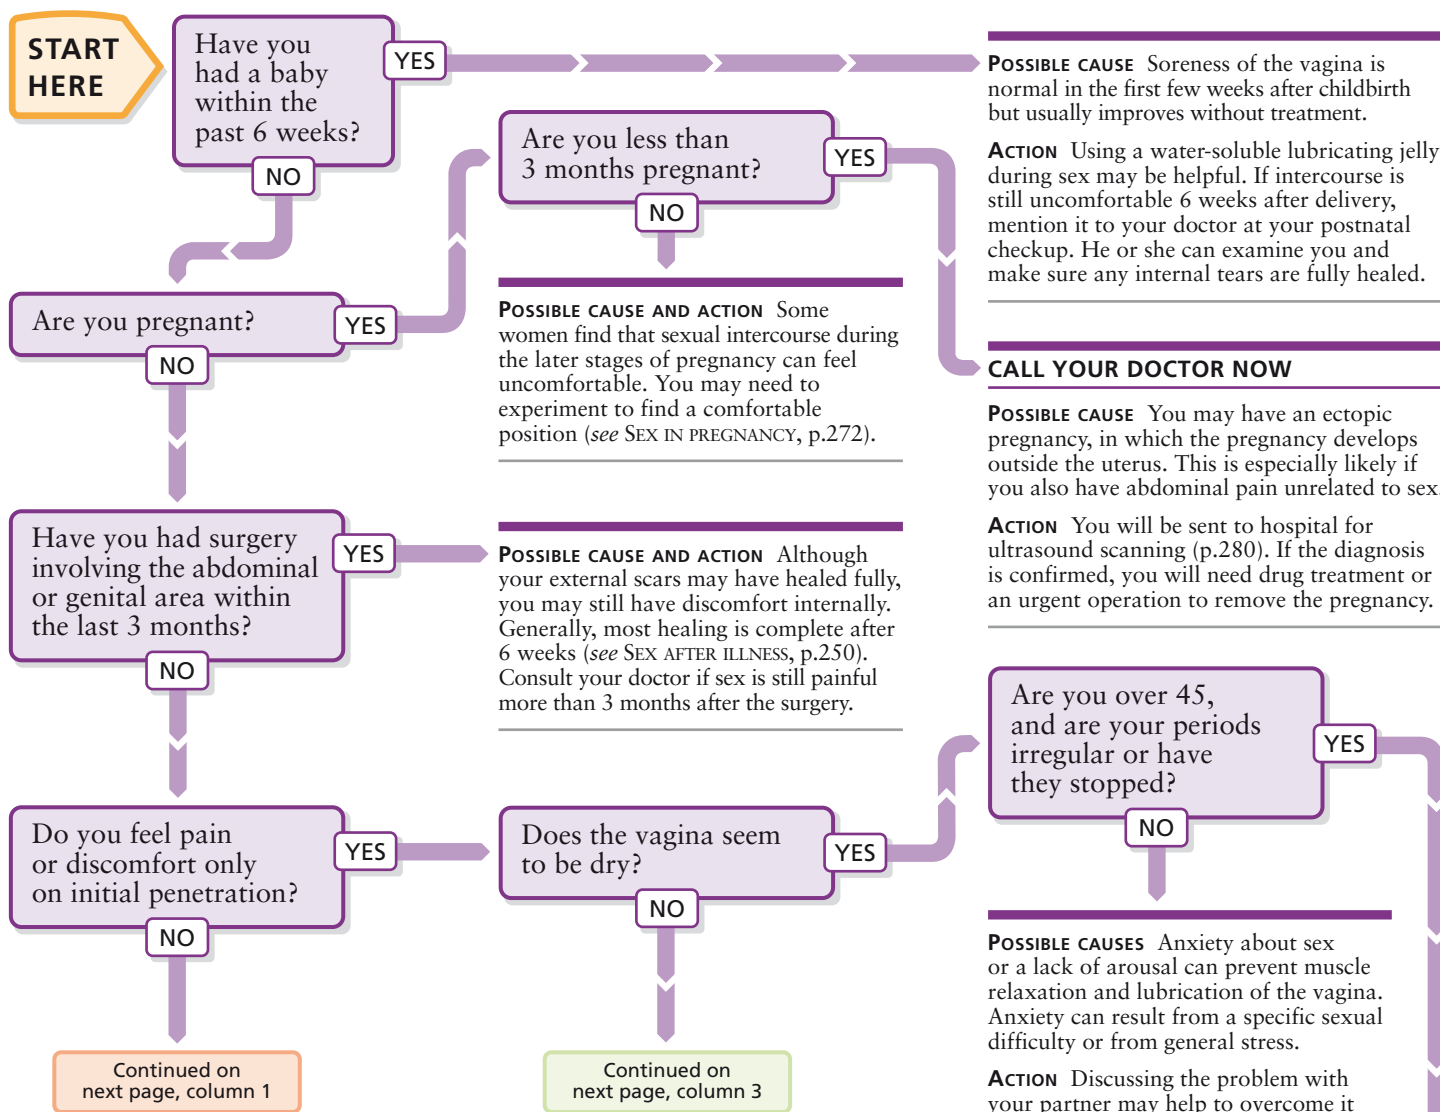 START
HERE
Have you
had a baby
within the
past 6 weeks?
YES
NO
POSSIBLE CAUSE Soreness of the vagina is
normal in the first few weeks after childbirth
but usually improves without treatment.
ACTION Using a water-soluble lubricating jelly
during sex may be helpful. If intercourse is
still uncomfortable 6 weeks after delivery,
mention it to your doctor at your postnatal
checkup. He or she can examine you and
make sure any internal tears are fully healed.
Are you pregnant?
YES
NO
Are you less than
3 months pregnant?
YES
NO
POSSIBLE CAUSE AND ACTION Some
women find that sexual intercourse during
the later stages of pregnancy can feel
uncomfortable. You may need to
experiment to find a comfortable
position (see SEX IN PREGNANCY, p.272).
CALL YOUR DOCTOR NOW
POSSIBLE CAUSE You may have an ectopic
pregnancy, in which the pregnancy develops
outside the uterus. This is especially likely if
you also have abdominal pain unrelated to sex.
ACTION You will be sent to hospital for
ultrasound scanning (p.280). If the diagnosis
is confirmed, you will need drug treatment or
an urgent operation to remove the pregnancy.
Have you had surgery
involving the abdominal
or genital area within
the last 3 months?
YES
NO
POSSIBLE CAUSE AND ACTION Although
your external scars may have healed fully,
you may still have discomfort internally.
Generally, most healing is complete after
6 weeks (see SEX AFTER ILLNESS, p.250).
Consult your doctor if sex is still painful
more than 3 months after the surgery.
Do you feel pain
or discomfort only
on initial penetration?
YES
NO
Continued on
next page, column 1
Does the vagina seem
to be dry?
YES
NO
Continued on
next page, column 3
Are you over 45,
and are your periods
irregular or have
they stopped?
YES
NO
POSSIBLE CAUSES Anxiety about sex
or a lack of arousal can prevent muscle
relaxation and lubrication of the vagina.
Anxiety can result from a specific sexual
difficulty or from general stress.
ACTION Discussing the problem with
your partner may help to overcome it